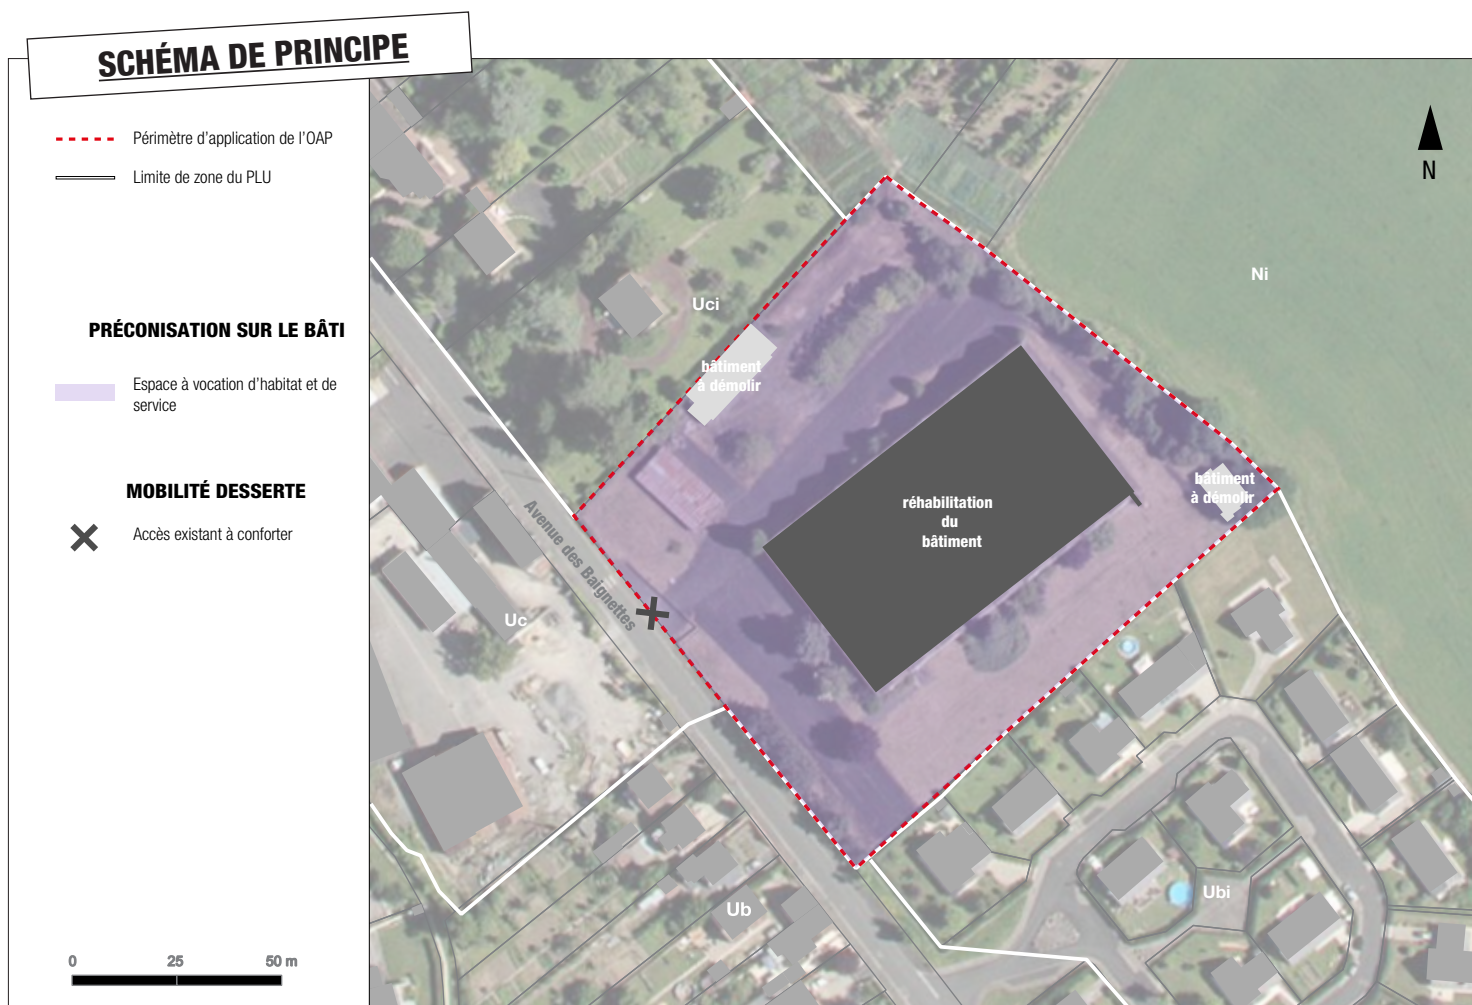 SCHÉMA DE PRINCIPE
Périmètre d'application de l'OAP
Limite de zone du PLU
PRÉCONISATION SUR LE BÂTI
Espace à vocation d'habitat et de
service
MOBILITÉ DESSERTE
Accès existant à conforter
0 25 50 m
N
Ni
Uci
bâtiment
à démolir
bâtiment
à démolir
réhabilitation
du
bâtiment
Avenue des Baignettes
Uc
Ub
Ubi